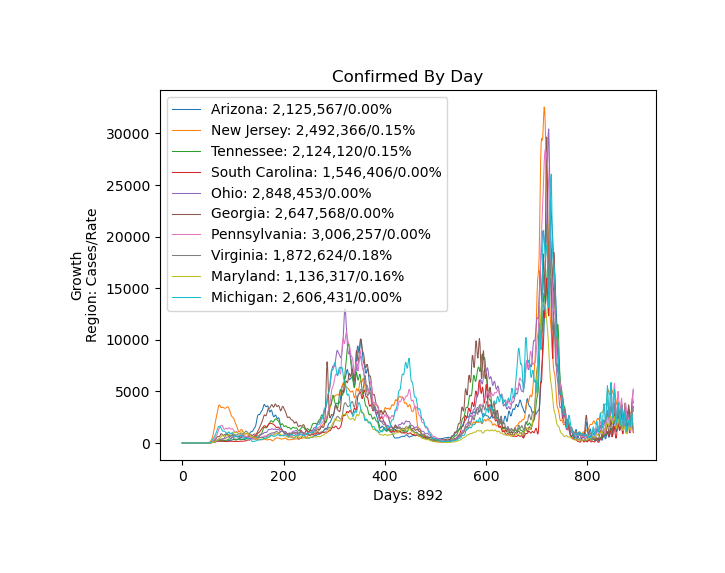 Confirmed By Day
Growth
Region: Cases/Rate
30000
25000
20000
15000
10000
5000
0
Arizona: 2,125,567/0.00%
New Jersey: 2,492,366/0.15%
Tennessee: 2,124,120/0.15%
South Carolina: 1,546,406/0.00%
Ohio: 2,848,453/0.00%
Georgia: 2,647,568/0.00%
Pennsylvania: 3,006,257/0.00%
Virginia: 1,872,624/0.18%
Maryland: 1,136,317/0.16%
Michigan: 2,606,431/0.00%
0 200 400 600 800
Days: 892